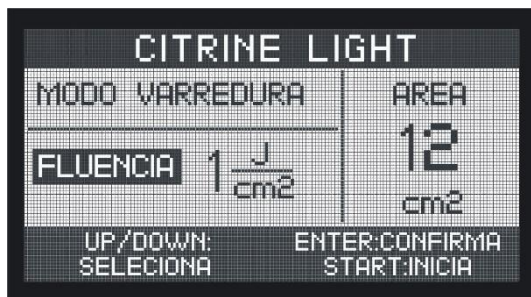 CITRINE LIGHT
MODO VARREDURA
FLUENCIA 1 J/cm2
AREA
12
cm2
UP/DOWN: SELECIONA
ENTER:CONFIRMA
START:INICIA